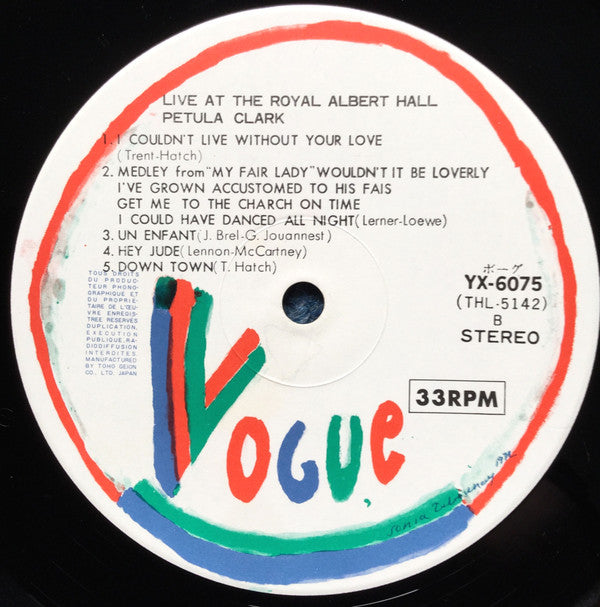 LIVE AT THE ROYAL ALBERT HALL
PETULA CLARK
1. I COULDN'T LIVE WITHOUT YOUR LOVE
(Trent-Hatch)
2. MEDLEY from "MY FAIR LADY" WOULDN'T IT BE LOVERLY
I'VE GROWN ACCUSTOMED TO HIS FAIS
GET ME TO THE CHARCH ON TIME
I COULD HAVE DANCED ALL NIGHT(Lerner-Loewe)
3. UN ENFANT(J. Brel-G. Jouannest)
4. HEY JUDE(Lennon-McCartney)
5. DOWN TOWN(T. Hatch)
TOUS DROITS
DU PRODUC-
TEUR PHONO-
GRAPHIQUE ET
DU PROPRIE-
TAIRE DE L'ŒU-
VRE ENREGIS-
TREE RESERVES
DUPLICATION,
EXECUTION
PUBLIQUE, RA-
DIODIFFUSION
INTERDITES.
MANUFACTURED
BY TOHO GEION
CO., LTD. JAPAN
ボーグ
YX-6075
(THL-5142)
B
STEREO
33RPM
VOGUE